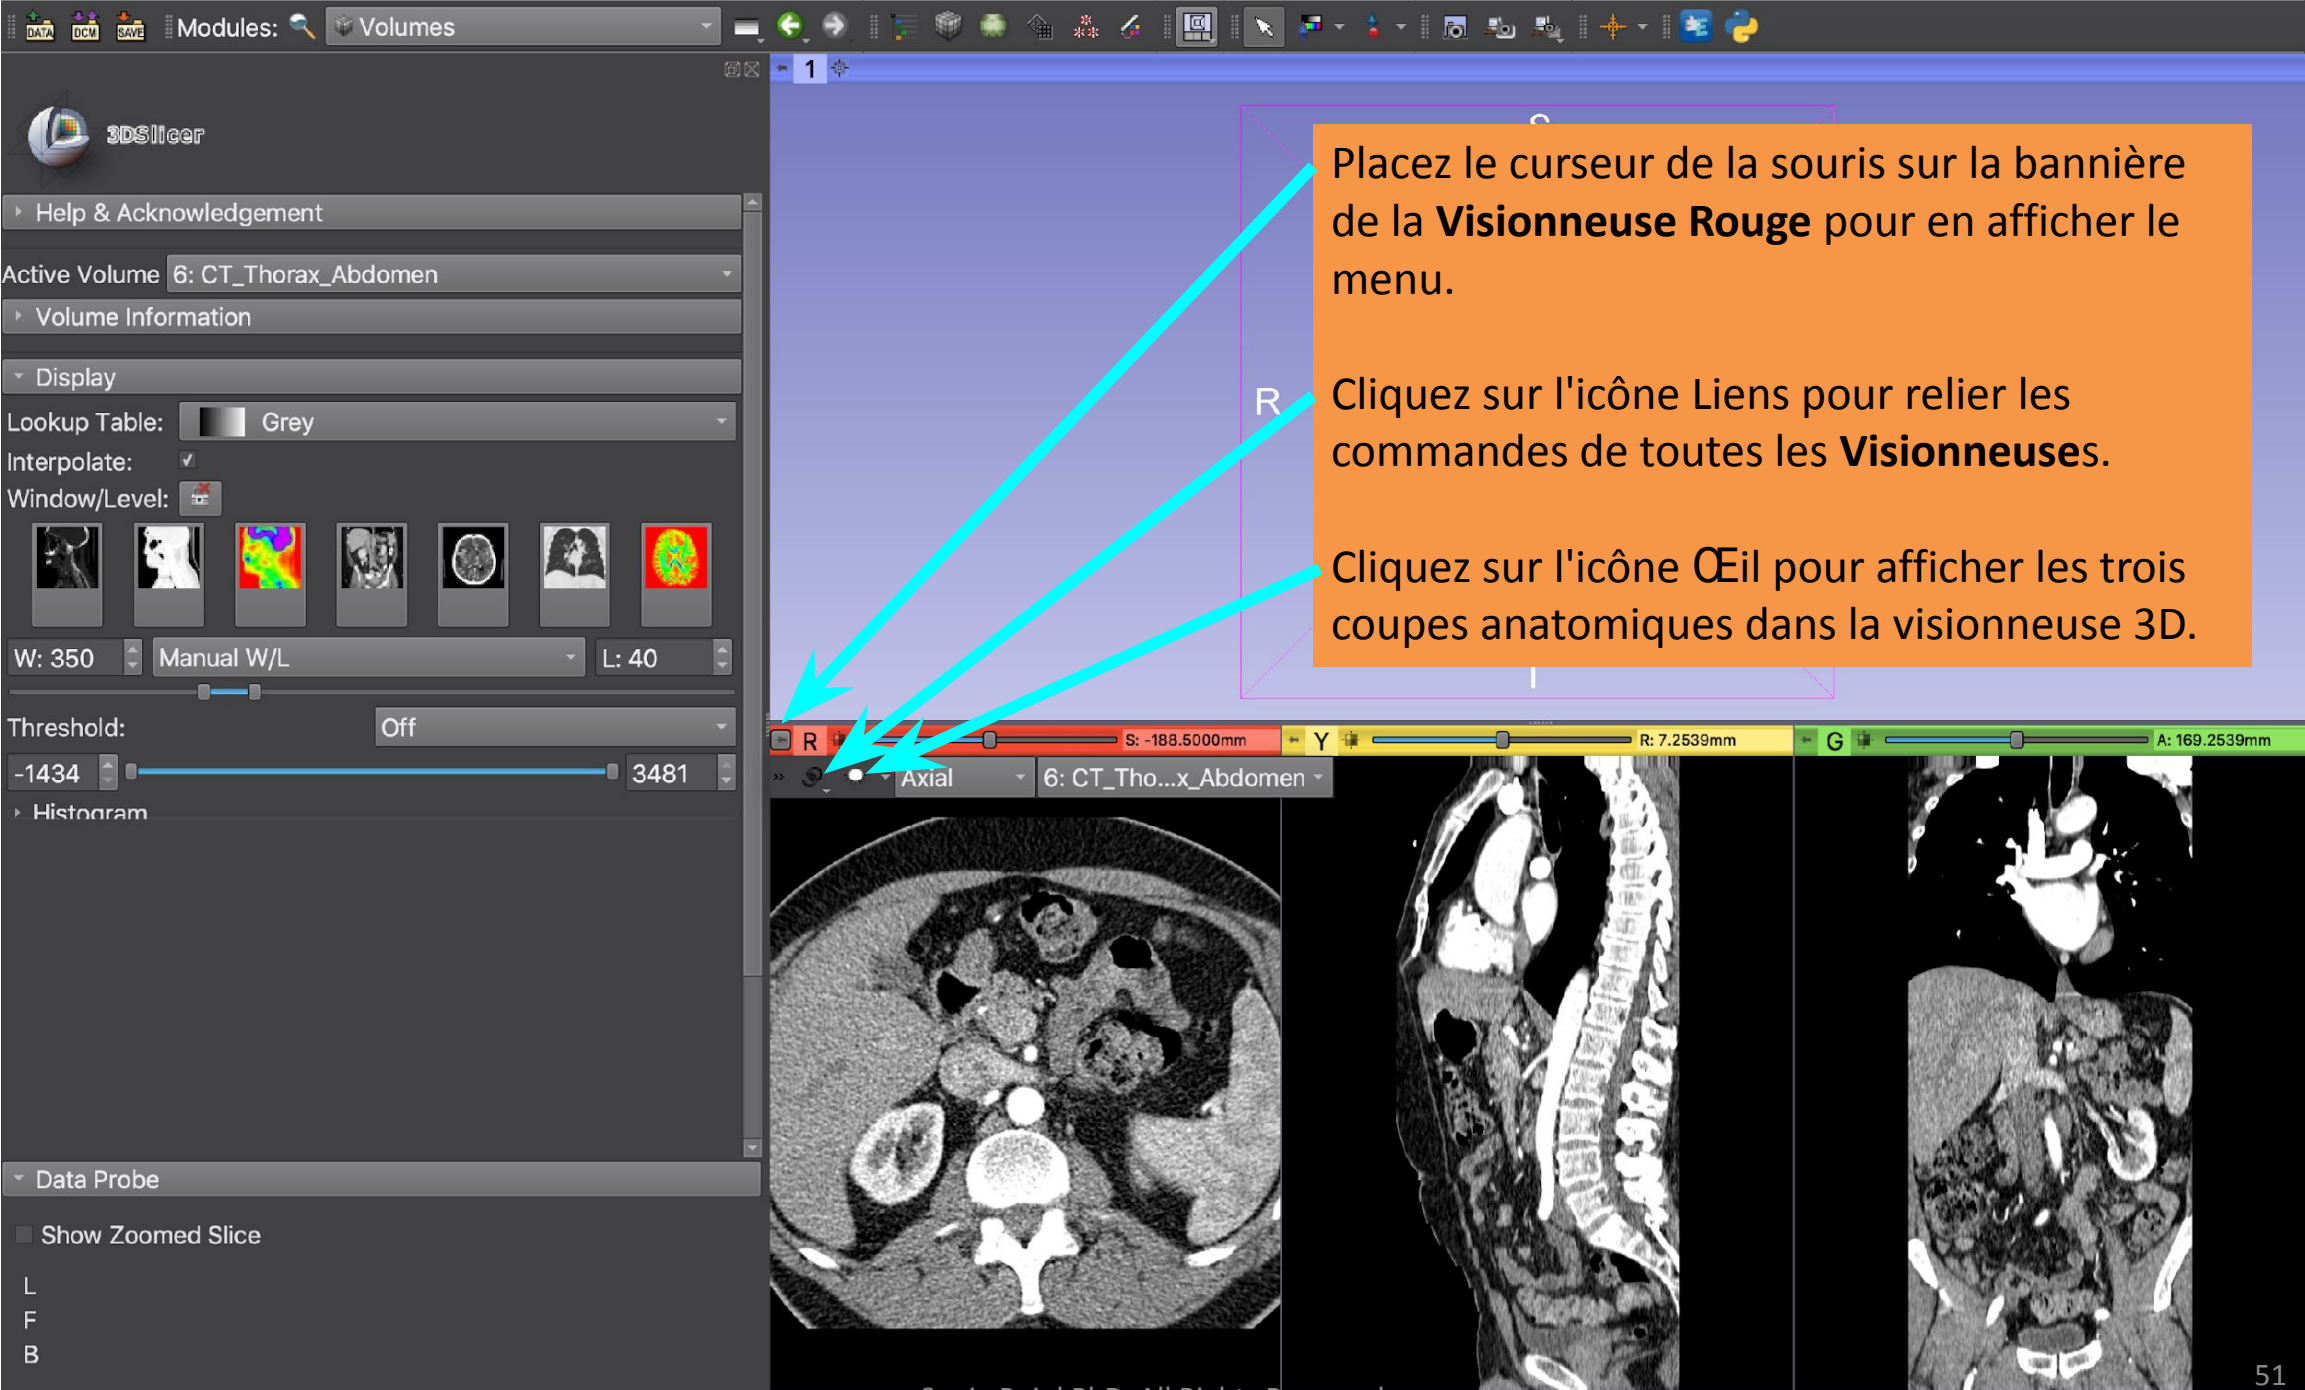 DATA DCM SAVE Modules: Volumes
1
3DSlicer
Help & Acknowledgement
Active Volume 6: CT_Thorax_Abdomen
Volume Information
Display
Lookup Table: Grey
Interpolate:
Window/Level:
W: 350 Manual W/L L: 40
Threshold: Off
-1434 3481
Histogram
Data Probe
Show Zoomed Slice
L
F
B
S
R
I
Placez le curseur de la souris sur la bannière
de la Visionneuse Rouge pour en afficher le
menu.
Cliquez sur l'icône Liens pour relier les
commandes de toutes les Visionneuses.
Cliquez sur l'icône Œil pour afficher les trois
coupes anatomiques dans la visionneuse 3D.
R S: -188.5000mm Y R: 7.2539mm G A: 169.2539mm
Axial 6: CT_Tho...x_Abdomen
51